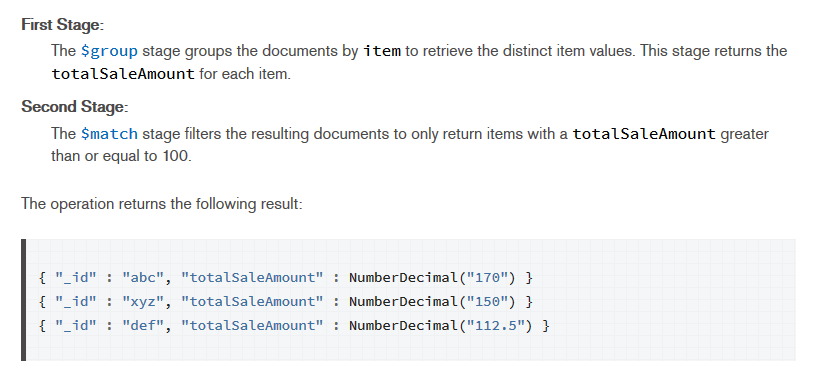 First Stage:
The $group stage groups the documents by item to retrieve the distinct item values. This stage returns the
totalSaleAmount for each item.
Second Stage:
The $match stage filters the resulting documents to only return items with a totalSaleAmount greater
than or equal to 100.
The operation returns the following result:
{ "_id" : "abc", "totalSaleAmount" : NumberDecimal("170") }
{ "_id" : "xyz", "totalSaleAmount" : NumberDecimal("150") }
{ "_id" : "def", "totalSaleAmount" : NumberDecimal("112.5") }